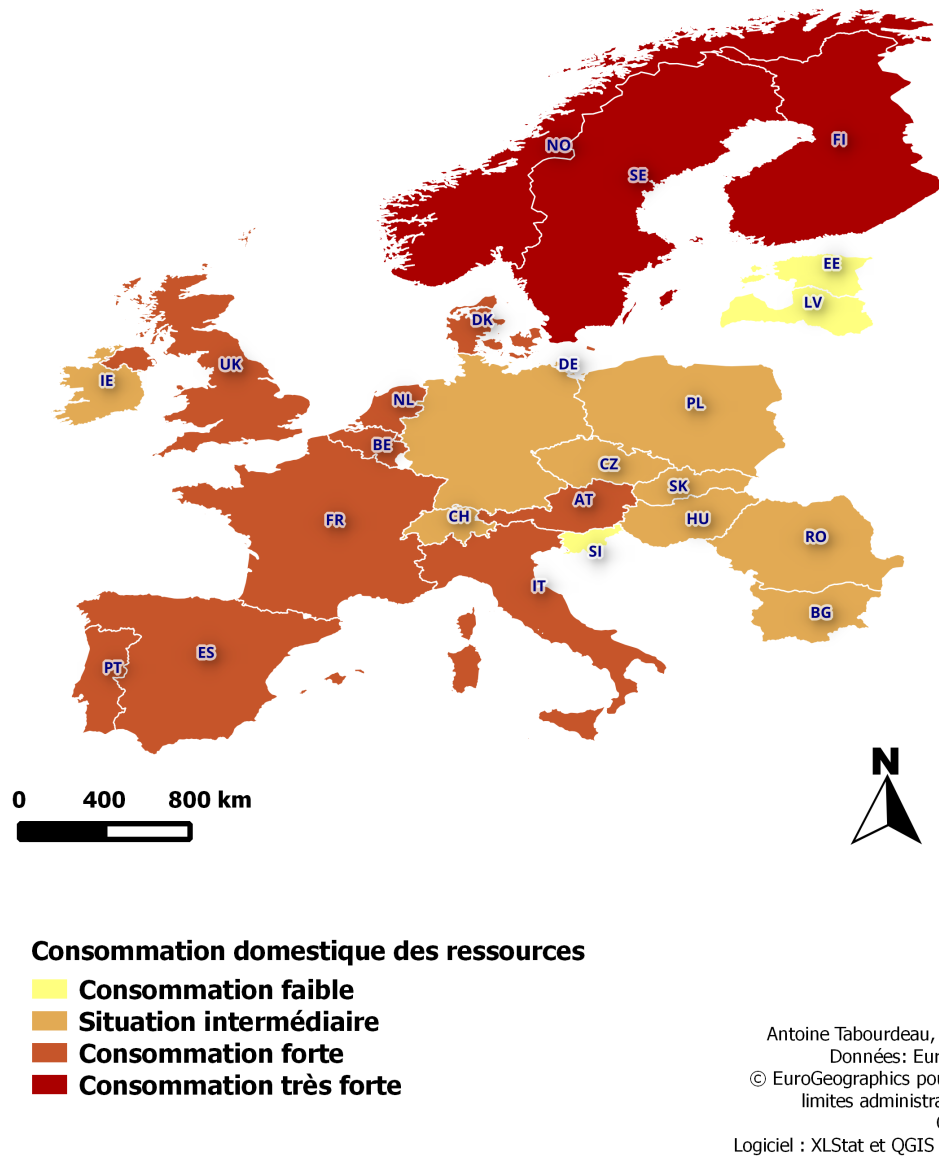 NO
FI
SE
EE
LV
DK
UK
DE
IE
NL
PL
BE
CZ
SK
AT
CH
HU
FR
RO
SI
IT
BG
ES
PT
N
0 400 800 km
Consommation domestique des ressources
Consommation faible
Situation intermédiaire
Consommation forte
Consommation très forte
Antoine Tabourdeau,
Données: Eur
© EuroGeographics pou
limites administra
Logiciel : XLStat et QGIS